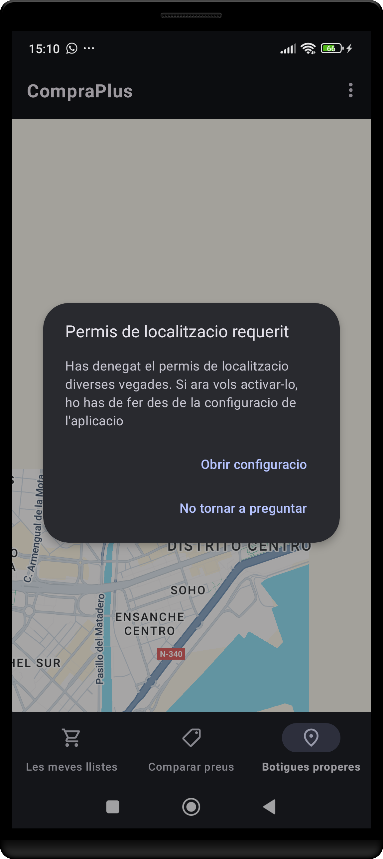 15:10
66
CompraPlus
Permis de localitzacio requerit
Has denegat el permis de localitzacio
diverses vegades. Si ara vols activar-lo,
ho has de fer des de la configuracio de
l'aplicacio
Obrir configuracio
No tornar a preguntar
C. Armengual de la Mota
DISTRITO CENTRO
SOHO
ENSANCHE
CENTRO
Pasillo del Matadero
N-340
HEL SUR
Les meves llistes
Comparar preus
Botigues properes